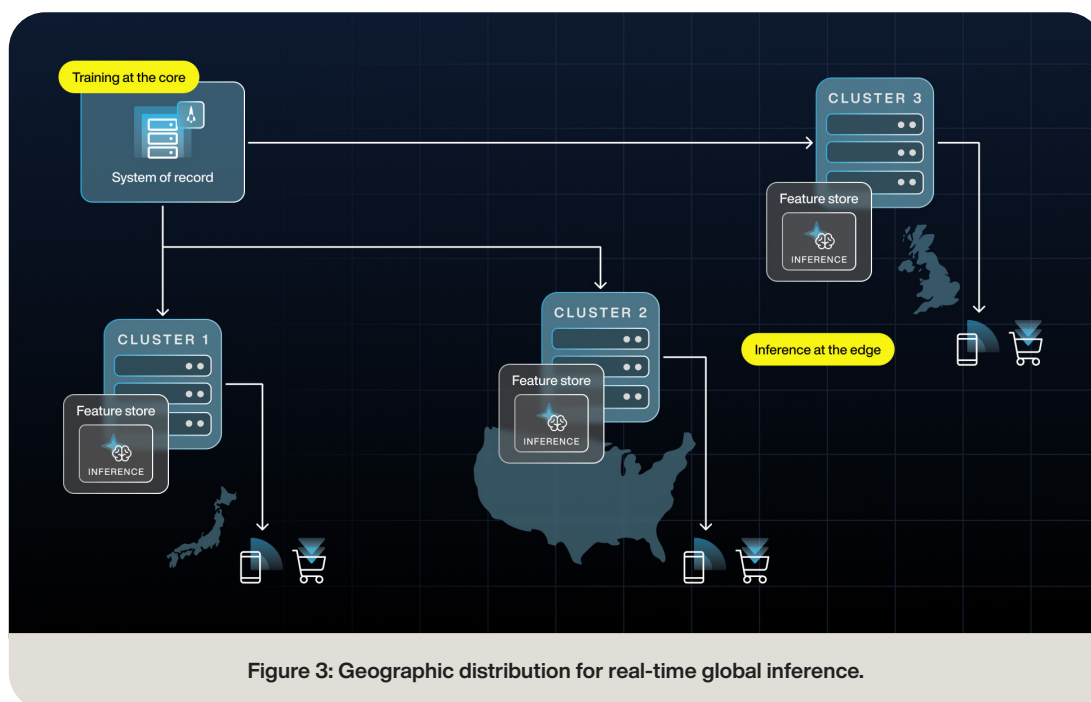 Training at the core
System of record
CLUSTER 3
Feature store
INFERENCE
CLUSTER 1
Feature store
INFERENCE
CLUSTER 2
Feature store
INFERENCE
Inference at the edge
Figure 3: Geographic distribution for real-time global inference.